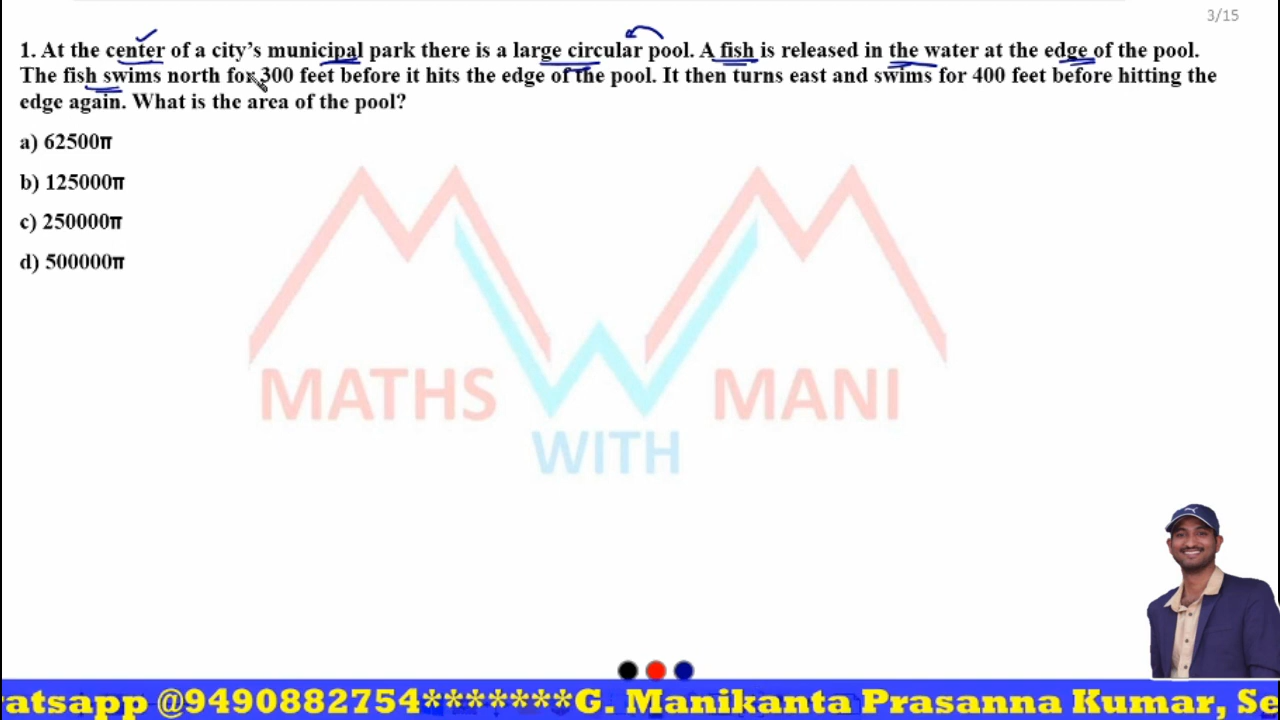 3/15
1. At the center of a city’s municipal park there is a large circular pool. A fish is released in the water at the edge of the pool.
The fish swims north for 300 feet before it hits the edge of the pool. It then turns east and swims for 400 feet before hitting the
edge again. What is the area of the pool?
a) 62500π
b) 125000π
c) 250000π
d) 500000π
MATHS MANI
WITH
atsapp @9490882754*******G. Manikanta Prasanna Kumar, Se